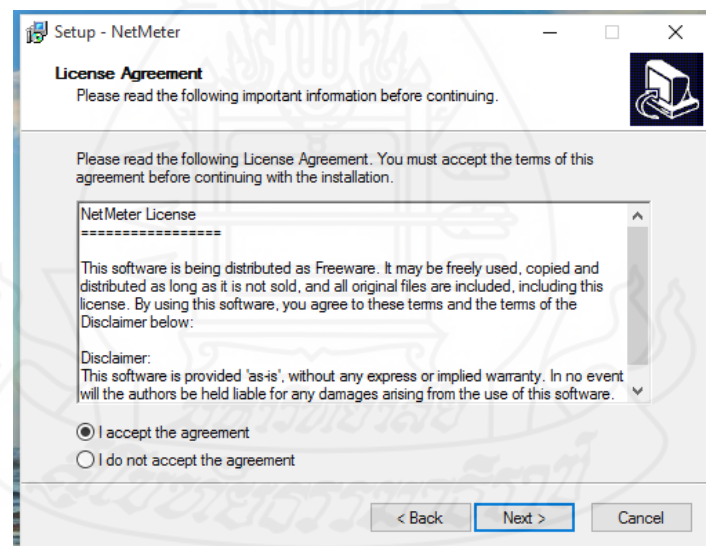 Setup - NetMeter
License Agreement
Please read the following important information before continuing.
Please read the following License Agreement. You must accept the terms of this
agreement before continuing with the installation.
NetMeter License
=================
This software is being distributed as Freeware. It may be freely used, copied and
distributed as long as it is not sold, and all original files are included, including this
license. By using this software, you agree to these terms and the terms of the
Disclaimer below:
Disclaimer:
This software is provided 'as-is', without any express or implied warranty. In no event
will the authors be held liable for any damages arising from the use of this software.
I accept the agreement
I do not accept the agreement
< Back
Next >
Cancel